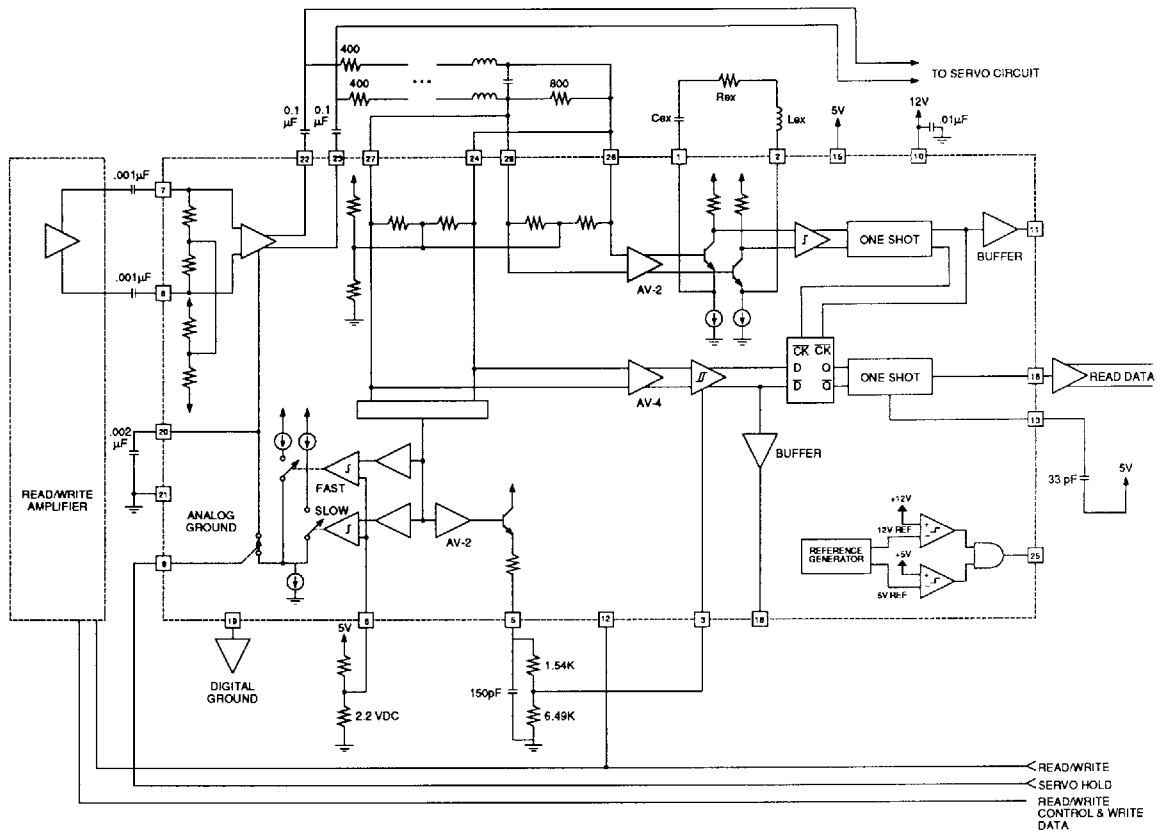 400
400
...
800
Rex
Cex
Lex
TO SERVO CIRCUIT
5V
12V
.01µF
0.1
µF
0.1
µF
22
23
27
24
28
26
1
2
15
10
.001µF
7
.001µF
8
AV-2
ONE SHOT
BUFFER
11
CK CK
D Q
D Q
AV-4
ONE SHOT
16
READ DATA
13
33 pF
5V
BUFFER
.002
µF
20
21
READ/WRITE
AMPLIFIER
ANALOG
GROUND
FAST
SLOW
AV-2
9
+12V
12V REF
+
−
REFERENCE
GENERATOR
+5V
5V REF
+
−
25
19
DIGITAL
GROUND
6
5
12
3
18
5V
2.2 VDC
150pF
1.54K
6.49K
READ/WRITE
SERVO HOLD
READ/WRITE
CONTROL & WRITE
DATA